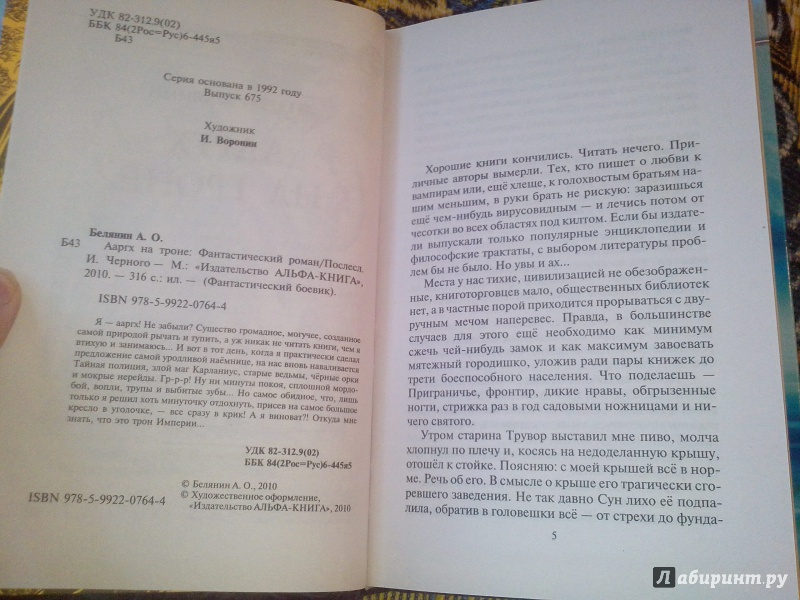 УДК 82-312.9(02)
ББК 84(2Рос=Рус)6-445я5
Б43
Серия основана в 1992 году
Выпуск 675
Художник
И. Воронин
Белянин А. О.
Б43 Ааргх на троне: Фантастический роман/Послесл.
И. Черного — М.: «Издательство АЛЬФА-КНИГА»,
2010. — 316 с.: ил. — (Фантастический боевик).
ISBN 978-5-9922-0764-4
Я — ааргх! Не забыли? Существо громадное, могучее, созданное
самой природой рычать и тупить, а уж никак не читать книги, чем я
втихую и занимаюсь... И вот в тот день, когда я практически сделал
предложение самой уродливой наёмнице, на нас вновь наваливается
Тайная полиция, злой маг Карланиус, старые ведьмы, чёрные орки
и мокрые нерейды. Гр-р-р! Ну ни минуты покоя, сплошной мордо-
бой, вопли, трупы и выбитые зубы... Но самое обидное, что, лишь
только я решил хоть минуточку отдохнуть, присев на самое большое
кресло в уголочке, — все сразу в крик! А я виноват?! Откуда мне
знать, что это трон Империи...
УДК 82-312.9(02)
ББК 84(2Рос=Рус)6-445я5
© Белянин А. О., 2010
© Художественное оформление,
ISBN 978-5-9922-0764-4 «Издательство АЛЬФА-КНИГА», 2010
Хорошие книги кончились. Читать нечего. При-
личные авторы вымерли. Тех, кто пишет о любви к
вампирам или, ещё хлеще, к голохвостым братьям на-
шим меньшим, в руки брать не рискую: заразишься
ещё чем-нибудь вирусовидным — и лечись потом от
чесотки во всех областях под килтом. Если бы издате-
ли выпускали только популярные энциклопедии и
философские трактаты, с выбором литературы проб-
лем бы не было. Но увы и ах...
Места у нас тихие, цивилизацией не обезображен-
ные, книготорговцев мало, общественных библиотек
нет, а в частные порой приходится прорываться с дву-
ручным мечом наперевес. Правда, в большинстве
случаев для этого ещё необходимо как минимум
сжечь чей-нибудь замок и как максимум завоевать
мятежный городишко, уложив ради пары книжек до
трети боеспособного населения. Что поделаешь —
Приграничье, фронтир, дикие нравы, обгрызенные
ногти, стрижка раз в год садовыми ножницами и ни-
чего святого.
Утром старина Трувор выставил мне пиво, молча
хлопнул по плечу и, косясь на недоделанную крышу,
отошёл к стойке. Поясняю: с моей крышей всё в нор-
ме. Речь об его. В смысле о крыше его трагически сго-
ревшего заведения. Не так давно Сун лихо её подпа-
лила, обратив в головешки всё — от стрехи до фунда-
5
Лабиринт.ру